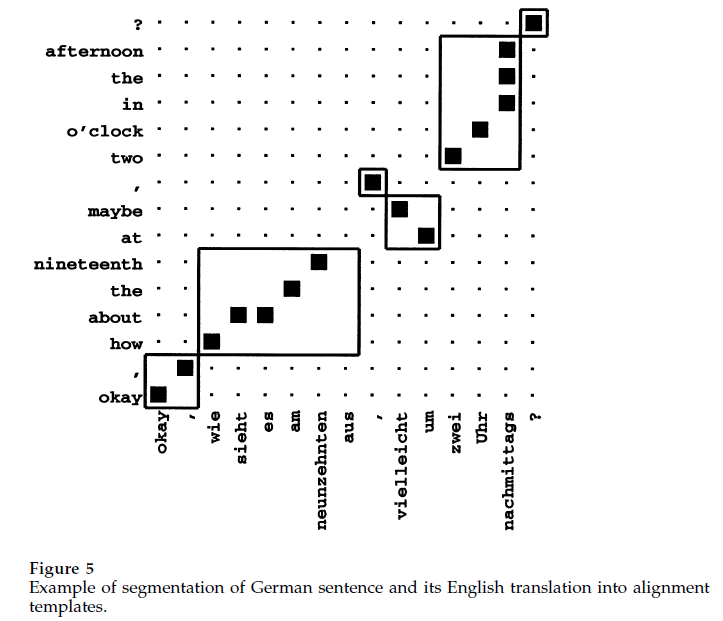 ?
afternoon
the
in
o'clock
two
,
maybe
at
nineteenth
the
about
how
,
okay
okay
,
wie
sieht
es
am
neunzehnten
aus
,
vielleicht
um
zwei
Uhr
nachmittags
?
Figure 5
Example of segmentation of German sentence and its English translation into alignment
templates.